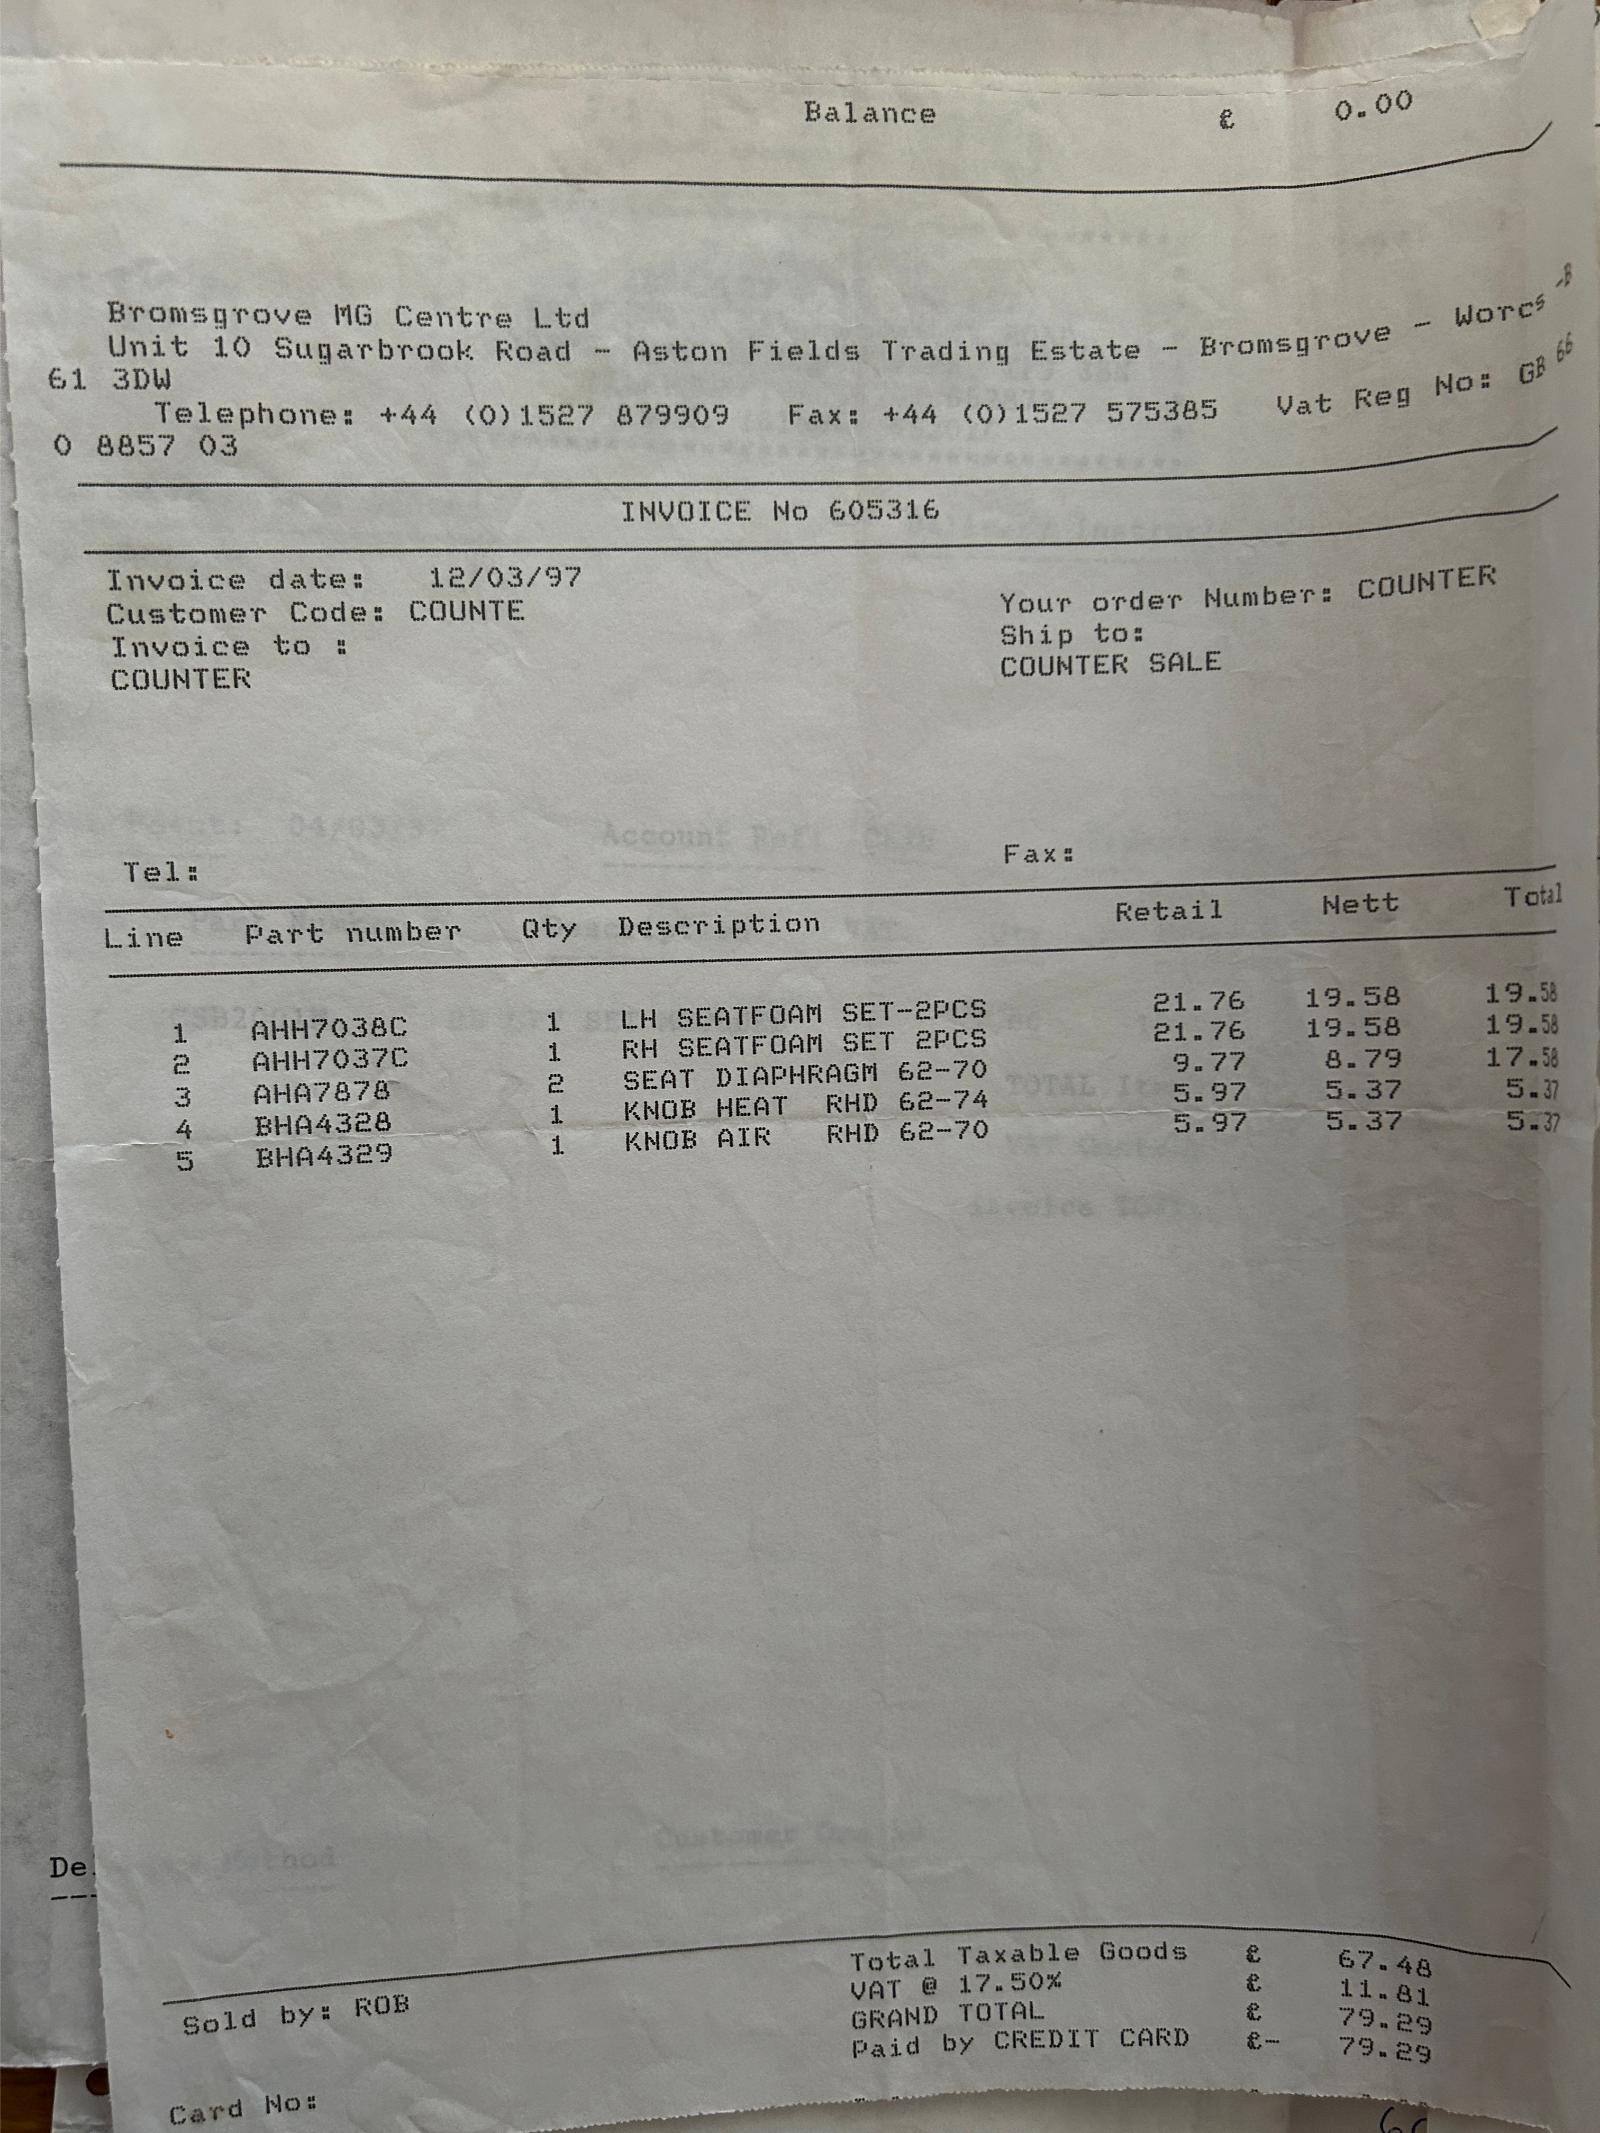 Balance £ 0.00
Bromsgrove MG Centre Ltd
Unit 10 Sugarbrook Road - Aston Fields Trading Estate - Bromsgrove - Worcs -B
61 3DW
Telephone: +44 (0)1527 879909 Fax: +44 (0)1527 575385 Vat Reg No: GB 66
0 8857 03
INVOICE No 605316
Invoice date: 12/03/97
Customer Code: COUNTE Your order Number: COUNTER
Invoice to : Ship to:
COUNTER COUNTER SALE
Account
Tel: Fax:
Line Part number Qty Description Retail Nett Total
1 AHH7038C 1 LH SEATFOAM SET-2PCS 21.76 19.58 19.58
2 AHH7037C 1 RH SEATFOAM SET 2PCS 21.76 19.58 19.58
3 AHA7878 2 SEAT DIAPHRAGM 62-70 9.77 8.79 17.58
4 BHA4328 1 KNOB HEAT RHD 62-74 5.97 5.37 5.37
5 BHA4329 1 KNOB AIR RHD 62-70 5.97 5.37 5.37
Customer
Total Taxable Goods £ 67.48
VAT @ 17.50% £ 11.81
Sold by: ROB GRAND TOTAL £ 79.29
Paid by CREDIT CARD £- 79.29
Card No: